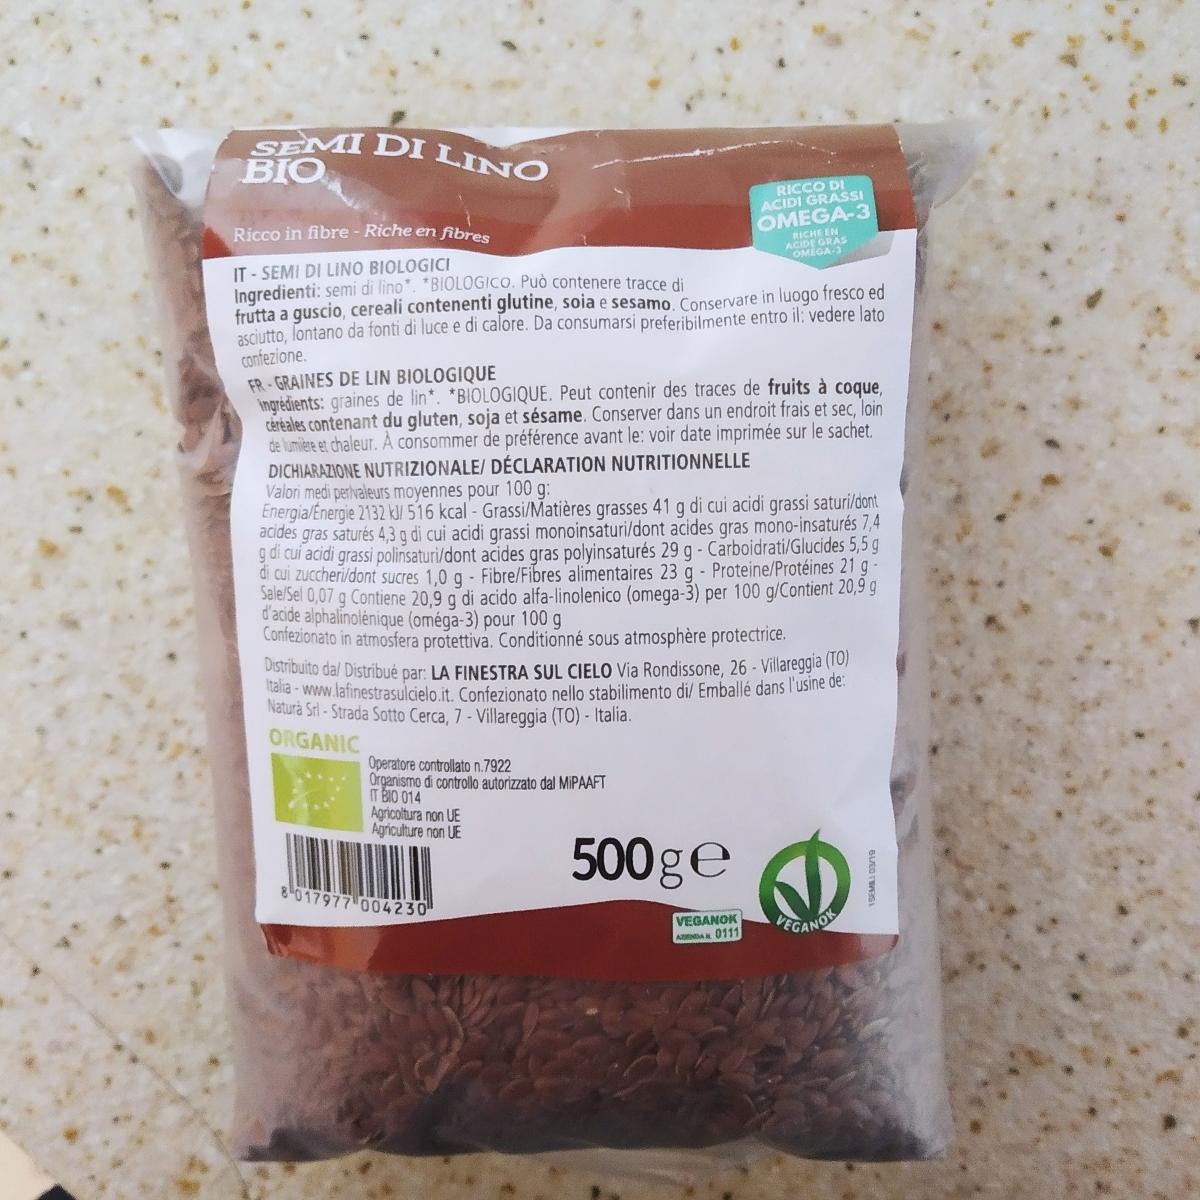 SEMI DI LINO
BIO
Ricco in fibre - Riche en fibres
RICCO DI
ACIDI GRASSI
OMEGA-3
RICHE EN
ACIDE GRAS
OMEGA-3
IT - SEMI DI LINO BIOLOGICI
Ingredienti: semi di lino*. *BIOLOGICO. Può contenere tracce di
frutta a guscio, cereali contenenti glutine, soia e sesamo. Conservare in luogo fresco ed
asciutto, lontano da fonti di luce e di calore. Da consumarsi preferibilmente entro il: vedere lato
confezione.
FR - GRAINES DE LIN BIOLOGIQUE
Ingrédients: graines de lin*. *BIOLOGIQUE. Peut contenir des traces de fruits à coque,
céréales contenant du gluten, soja et sésame. Conserver dans un endroit frais et sec, loin
de lumière et chaleur. À consommer de préférence avant le: voir date imprimée sur le sachet.
DICHIARAZIONE NUTRIZIONALE/ DÉCLARATION NUTRITIONNELLE
Valori medi per/valeurs moyennes pour 100 g:
Energia/Énergie 2132 kJ/ 516 kcal - Grassi/Matières grasses 41 g di cui acidi grassi saturi/dont
acides gras saturés 4,3 g di cui acidi grassi monoinsaturi/dont acides gras mono-insaturés 7,4
g di cui acidi grassi polinsaturi/dont acides gras polyinsaturés 29 g - Carboidrati/Glucides 5,5 g
di cui zuccheri/dont sucres 1,0 g - Fibre/Fibres alimentaires 23 g - Proteine/Protéines 21 g -
Sale/Sel 0,07 g Contiene 20,9 g di acido alfa-linolenico (omega-3) per 100 g/Contient 20,9 g
d'acide alphalinolénique (oméga-3) pour 100 g
Confezionato in atmosfera protettiva. Conditionné sous atmosphère protectrice.
Distribuito da/ Distribué par: LA FINESTRA SUL CIELO Via Rondissone, 26 - Villareggia (TO)
Italia - www.lafinestrasulcielo.it. Confezionato nello stabilimento di/ Emballé dans l'usine de:
Naturà Srl - Strada Sotto Cerca, 7 - Villareggia (TO) - Italia.
ORGANIC
Operatore controllato n.7922
Organismo di controllo autorizzato dal MiPAAFT
IT BIO 014
Agricoltura non UE
Agriculture non UE
8 017977 004230
500 g e
VEGANOK
AZIENDA N. 0111
VEGANOK